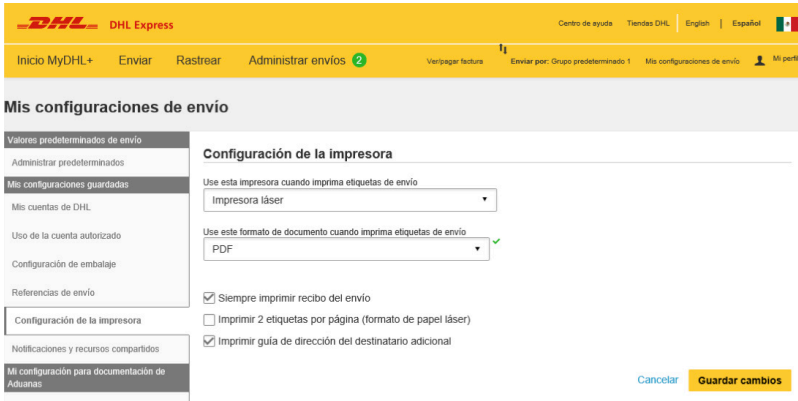 DHL DHL Express
Centro de ayuda Tiendas DHL English | Español
Inicio MyDHL+ Enviar Rastrear Administrar envíos 2 Ver/pagar factura Enviar por: Grupo predeterminado 1 Mis configuraciones de envío Mi perfil
Mis configuraciones de envío
Valores predeterminados de envío
Administrar predeterminados
Mis configuraciones guardadas
Mis cuentas de DHL
Uso de la cuenta autorizado
Configuración de embalaje
Referencias de envío
Configuración de la impresora
Notificaciones y recursos compartidos
Mi configuración para documentación de
Aduanas
Configuración de la impresora
Use esta impresora cuando imprima etiquetas de envío
Impresora láser
Use este formato de documento cuando imprima etiquetas de envío
PDF
Siempre imprimir recibo del envío
Imprimir 2 etiquetas por página (formato de papel láser)
Imprimir guía de dirección del destinatario adicional
Cancelar Guardar cambios